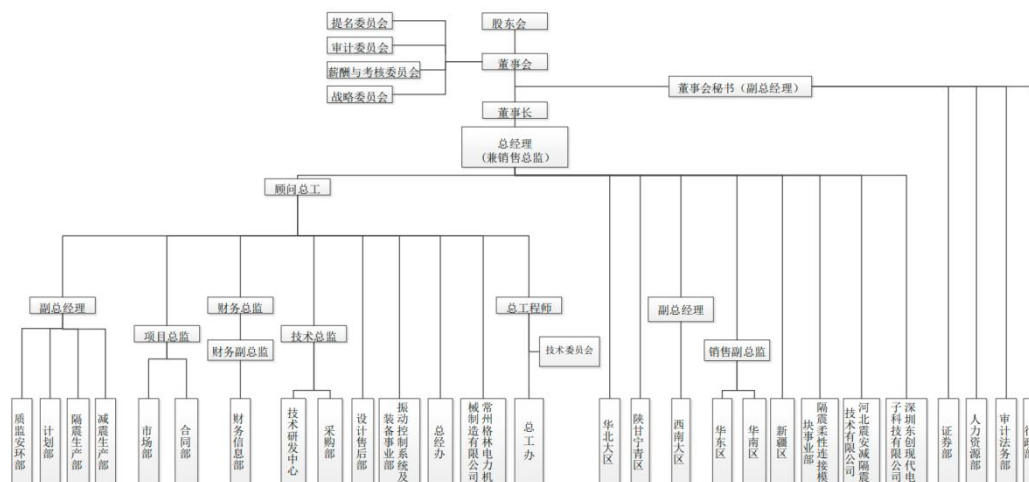 提名委员会
股东会
审计委员会
董事会
薪酬与考核委员会
战略委员会
董事会秘书（副总经理）
董事长
总经理
（兼销售总监）
顾问总工
副总经理
财务总监
总工程师
副总经理
项目总监
技术总监
财务副总监
技术委员会
销售副总监
质监安环部
计划部
隔震生产部
减震生产部
市场部
合同部
财务信息部
技术研发中心
采购部
设计售后部
振动控制系统及
装备事业部
总经办
常州格林电力机
械制造有限公司
总工办
华北大区
陕甘宁青区
西南大区
华东区
华南区
新疆区
隔震柔性连接模
块事业部
河北震安减隔震
技术有限公司
深圳东创现代电
子科技有限公司
证券部
人力资源部
审计法务部